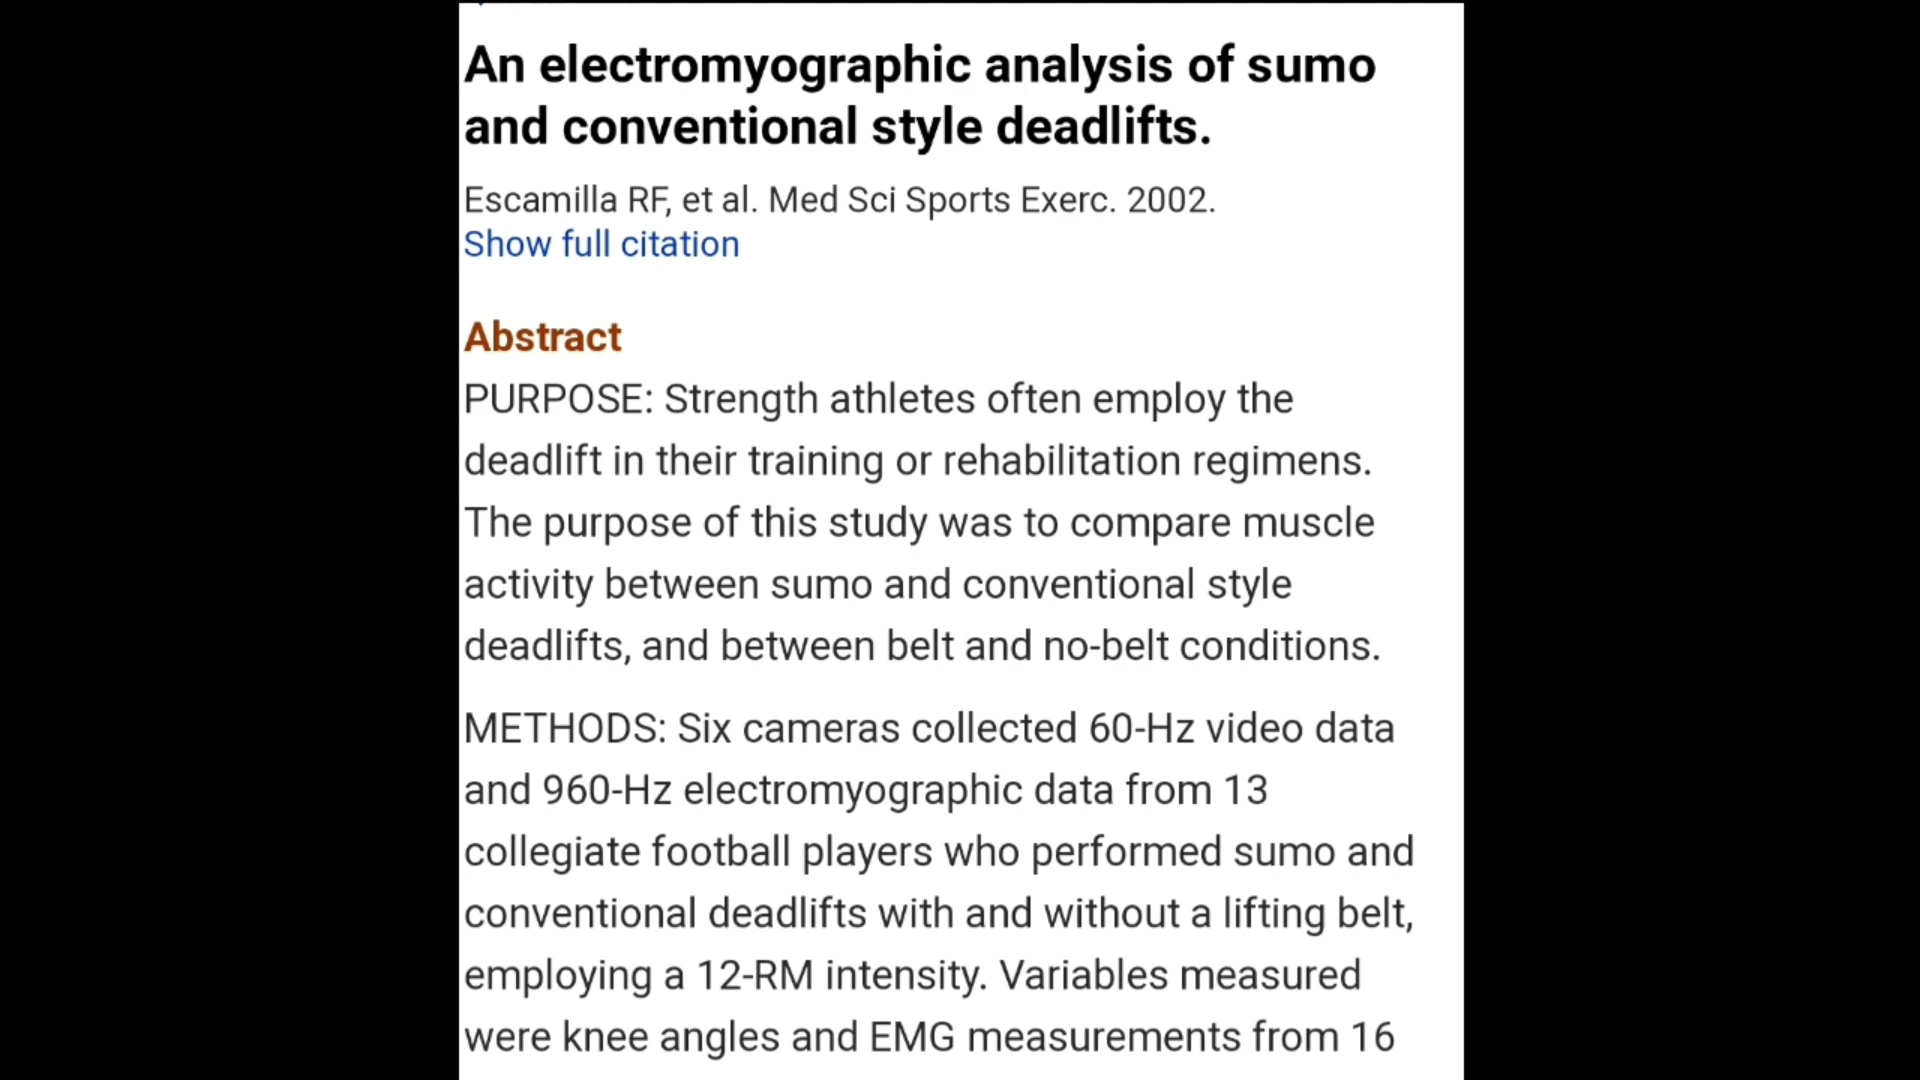 An electromyographic analysis of sumo
and conventional style deadlifts.
Escamilla RF, et al. Med Sci Sports Exerc. 2002.
Show full citation
Abstract
PURPOSE: Strength athletes often employ the
deadlift in their training or rehabilitation regimens.
The purpose of this study was to compare muscle
activity between sumo and conventional style
deadlifts, and between belt and no-belt conditions.
METHODS: Six cameras collected 60-Hz video data
and 960-Hz electromyographic data from 13
collegiate football players who performed sumo and
conventional deadlifts with and without a lifting belt,
employing a 12-RM intensity. Variables measured
were knee angles and EMG measurements from 16